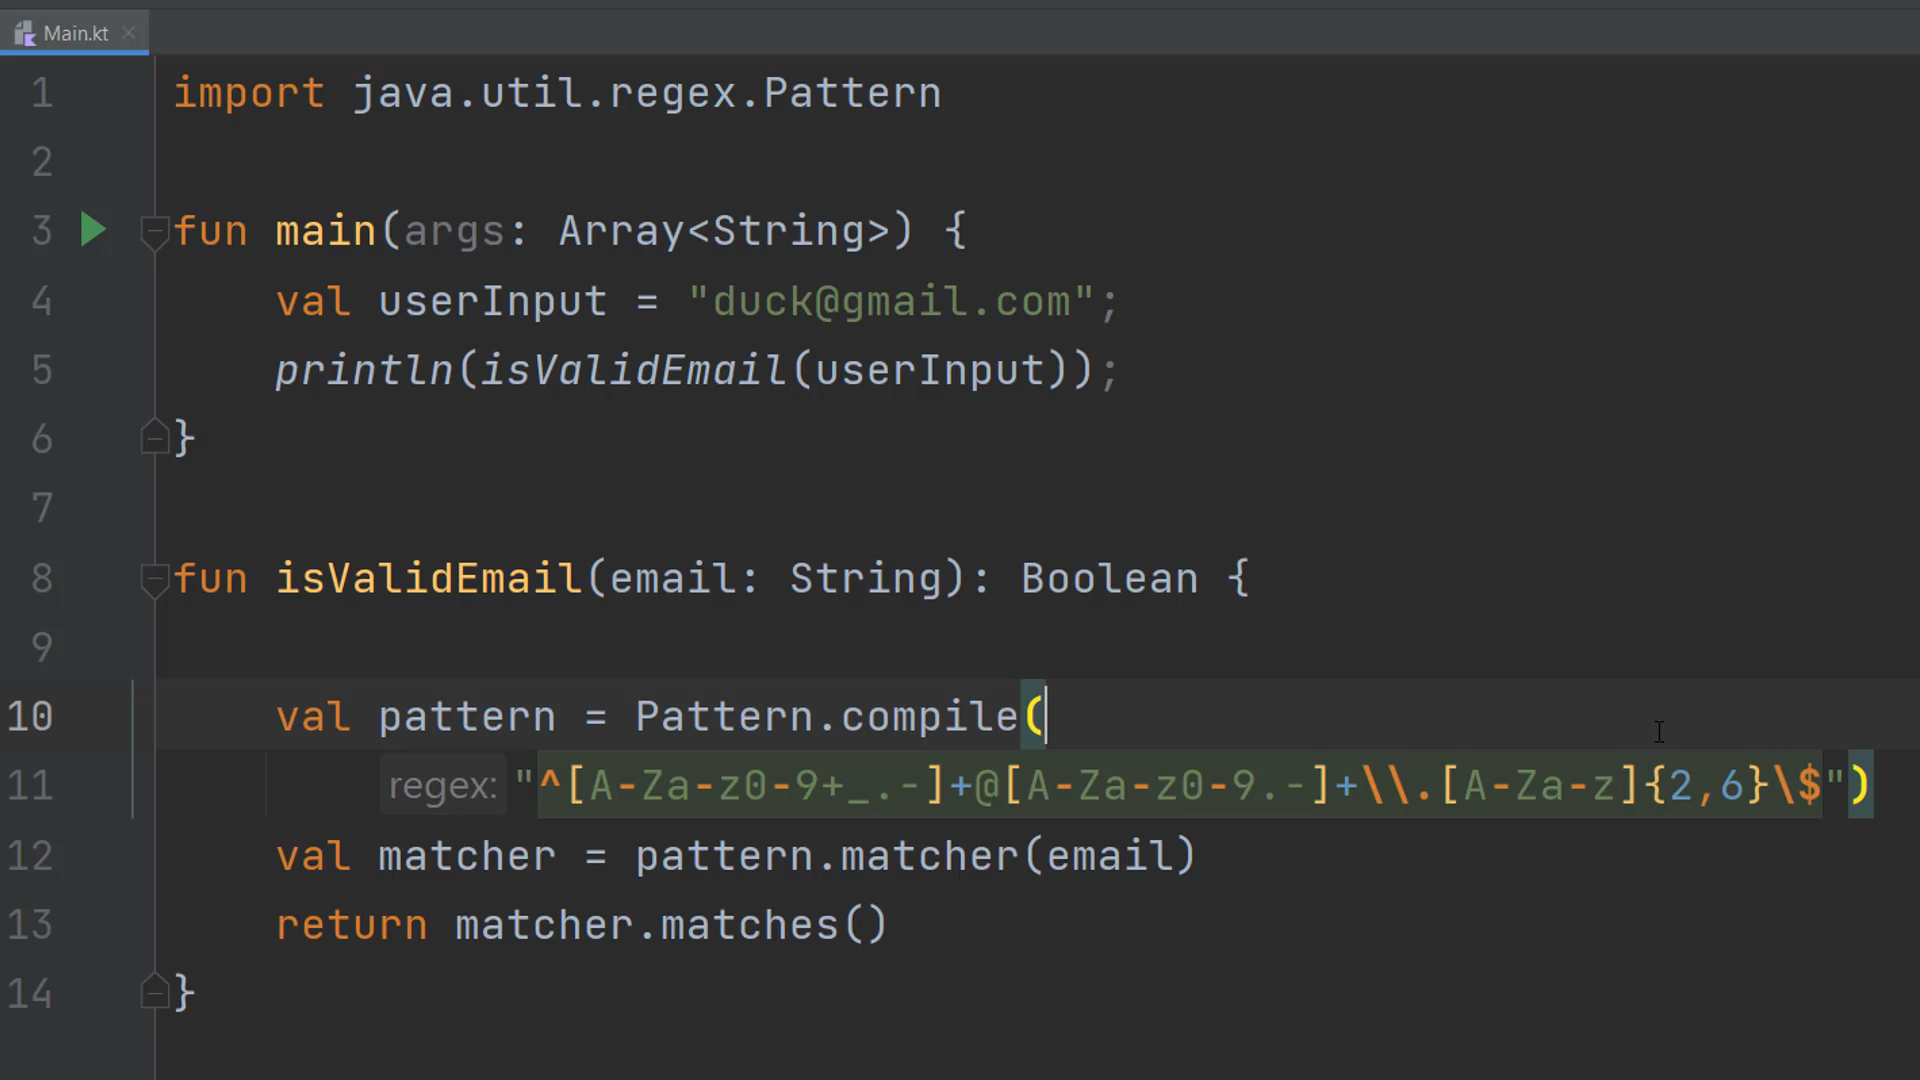 Main.kt
1 import java.util.regex.Pattern
2
3 fun main(args: Array<String>) {
4 val userInput = "duck@gmail.com";
5 println(isValidEmail(userInput));
6 }
7
8 fun isValidEmail(email: String): Boolean {
9
10 val pattern = Pattern.compile(
11 regex: "^[A-Za-z0-9+_.-]+@[A-Za-z0-9.-]+\\.[A-Za-z]{2,6}\$")
12 val matcher = pattern.matcher(email)
13 return matcher.matches()
14 }